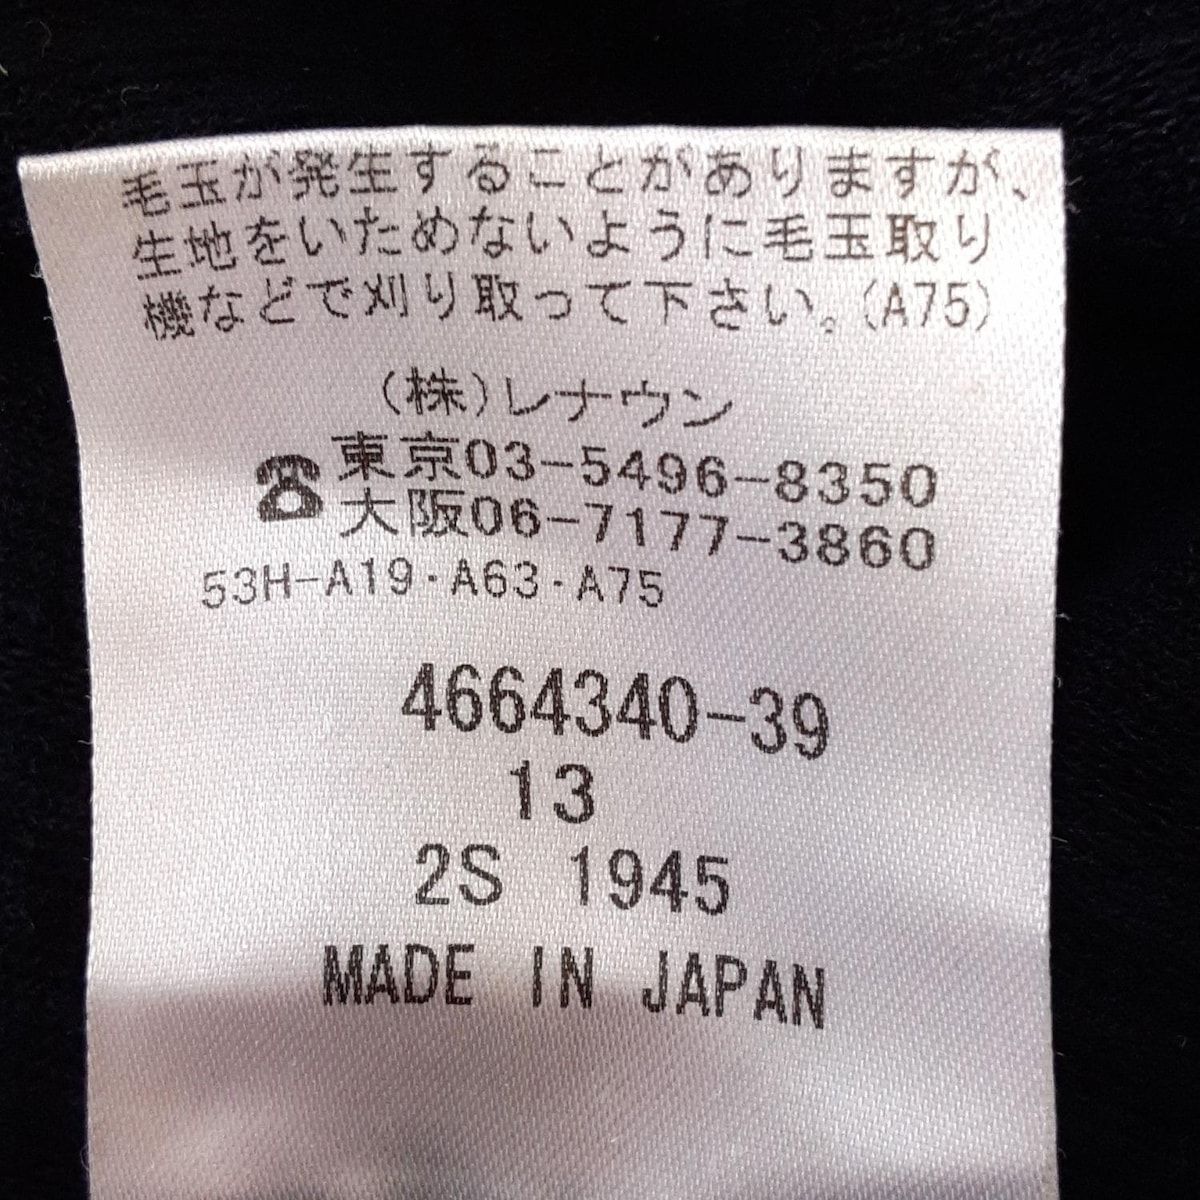 毛玉が発生することがありますが、
生地をいためないように毛玉取り
機などで刈り取って下さい。(A75)
(株)レナウン
☎東京03-5496-8350
大阪06-7177-3860
53H-A19・A63・A75
4664340-39
13
2S 1945
MADE IN JAPAN